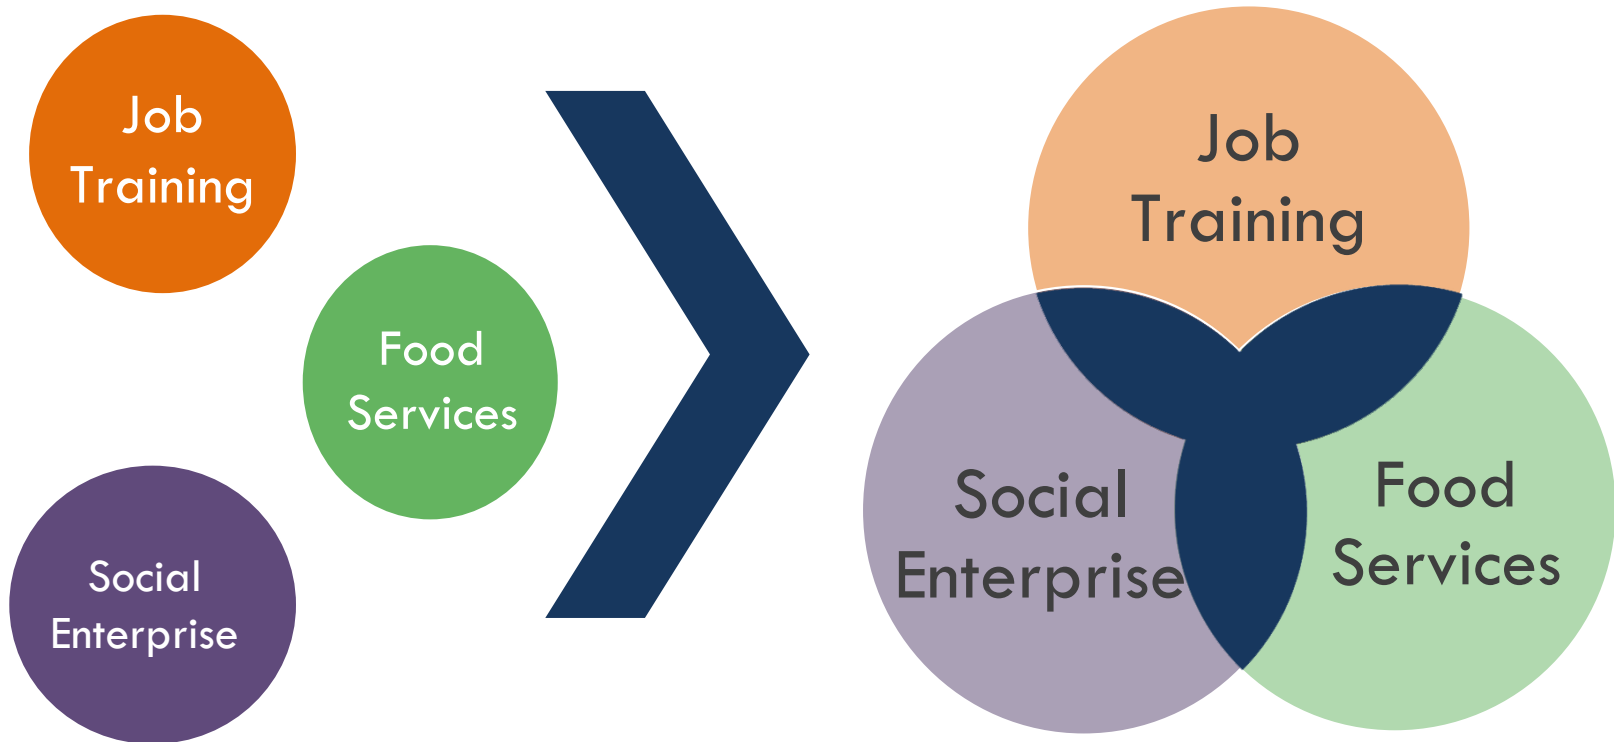 Job
Training
Food
Services
Social
Enterprise
Job
Training
Social
Enterprise
Food
Services